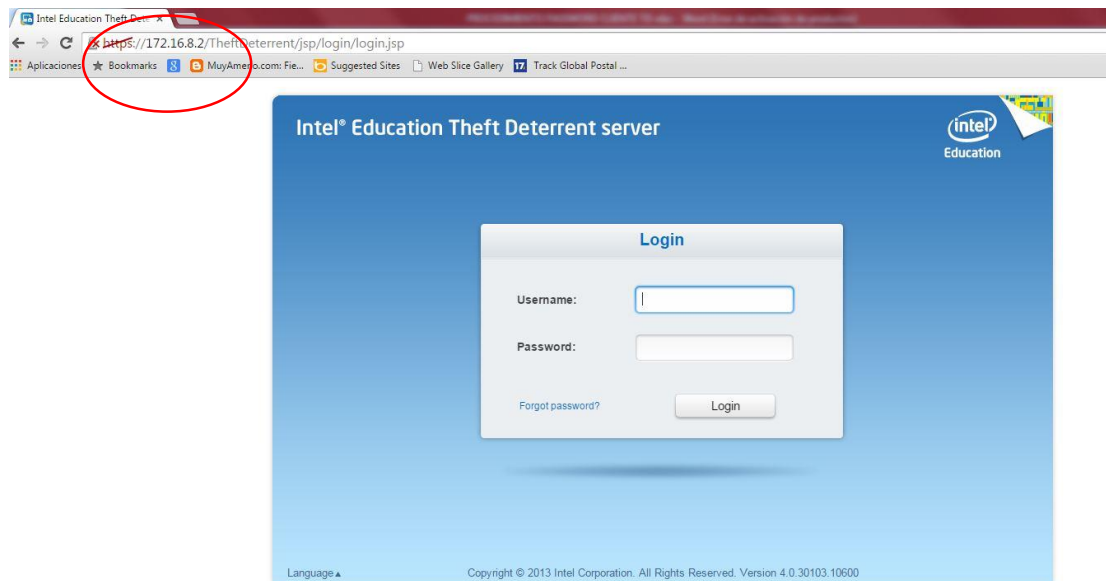 Intel Education Theft Dete
https://172.16.8.2/TheftDeterrent/jsp/login/login.jsp
Aplicaciones Bookmarks 8 MuyAmeno.com: Fie... Suggested Sites Web Slice Gallery 17 Track Global Postal ...
Intel® Education Theft Deterrent server
(intel)
Education
Login
Username:
Password:
Forgot password? Login
Language▲ Copyright © 2013 Intel Corporation. All Rights Reserved. Version 4.0.30103.10600